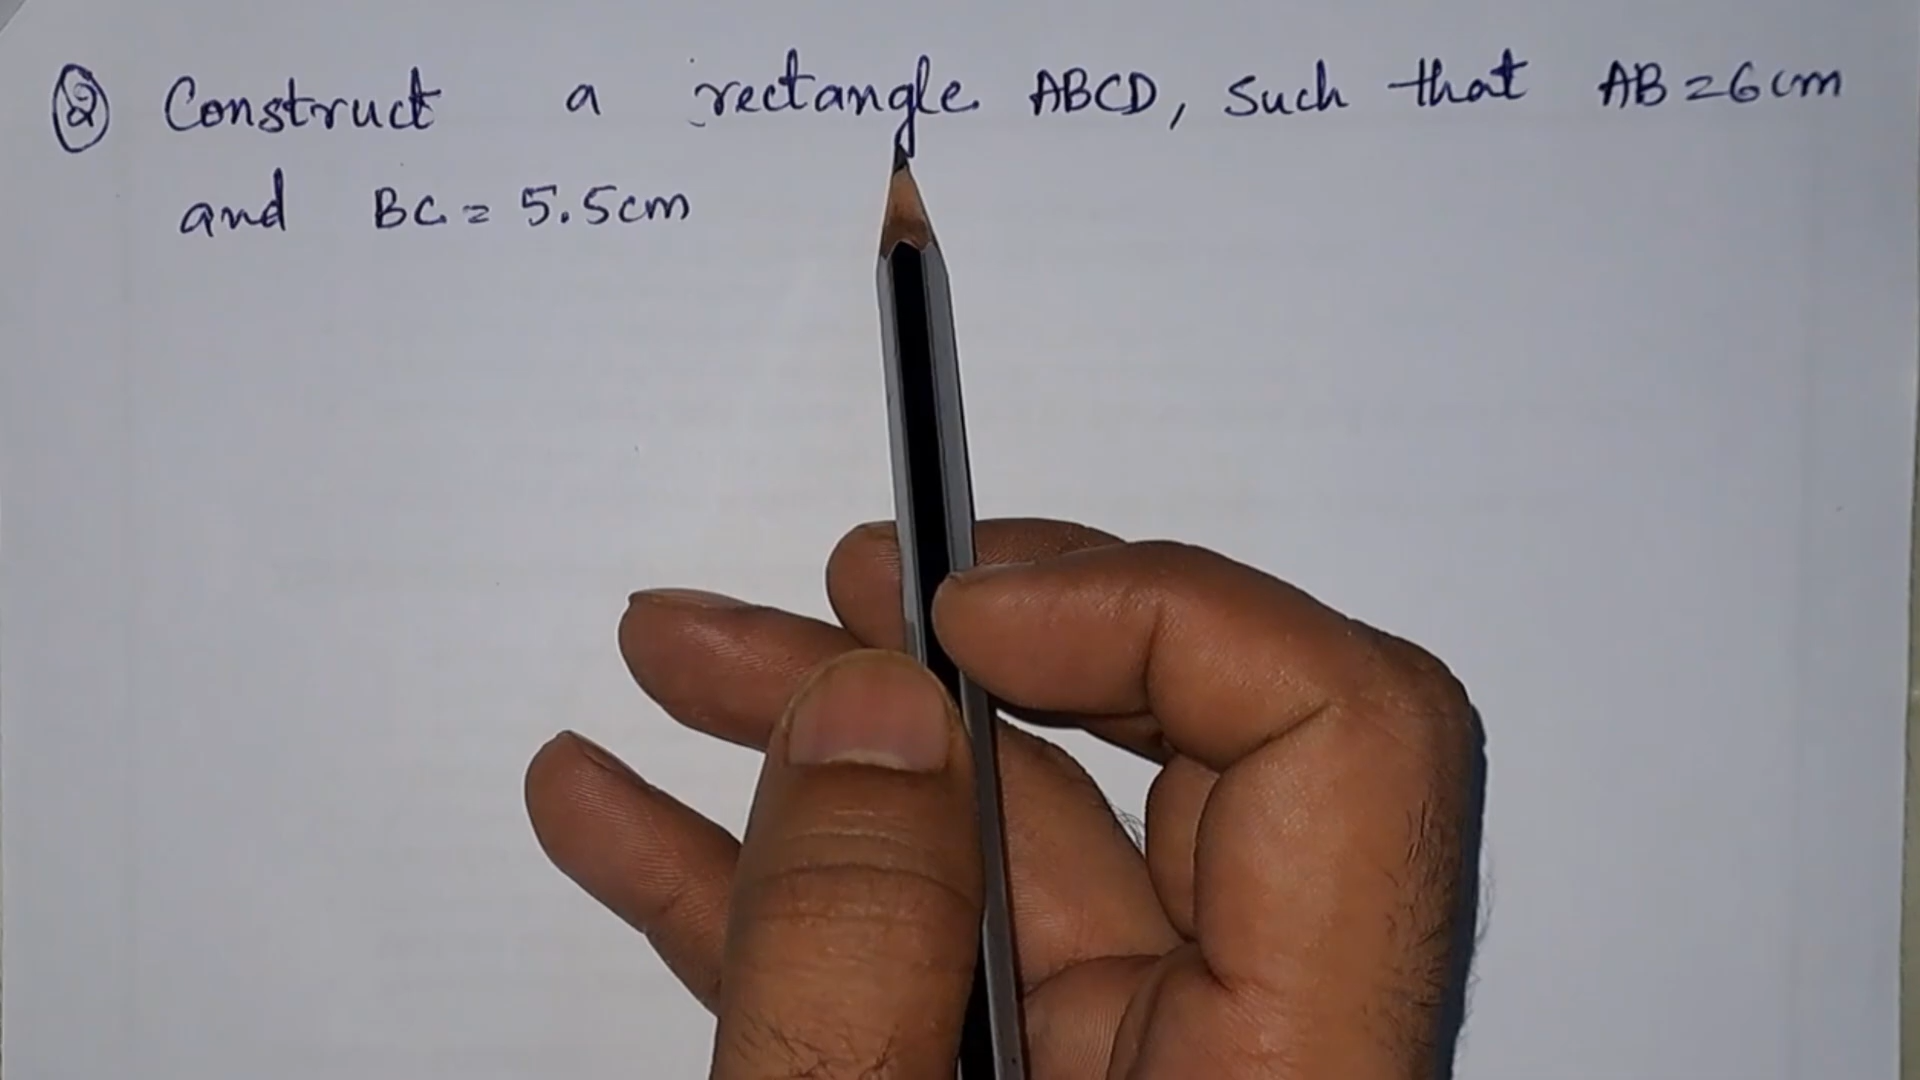 ② Construct a rectangle ABCD, such that AB = 6cm
and BC = 5.5cm